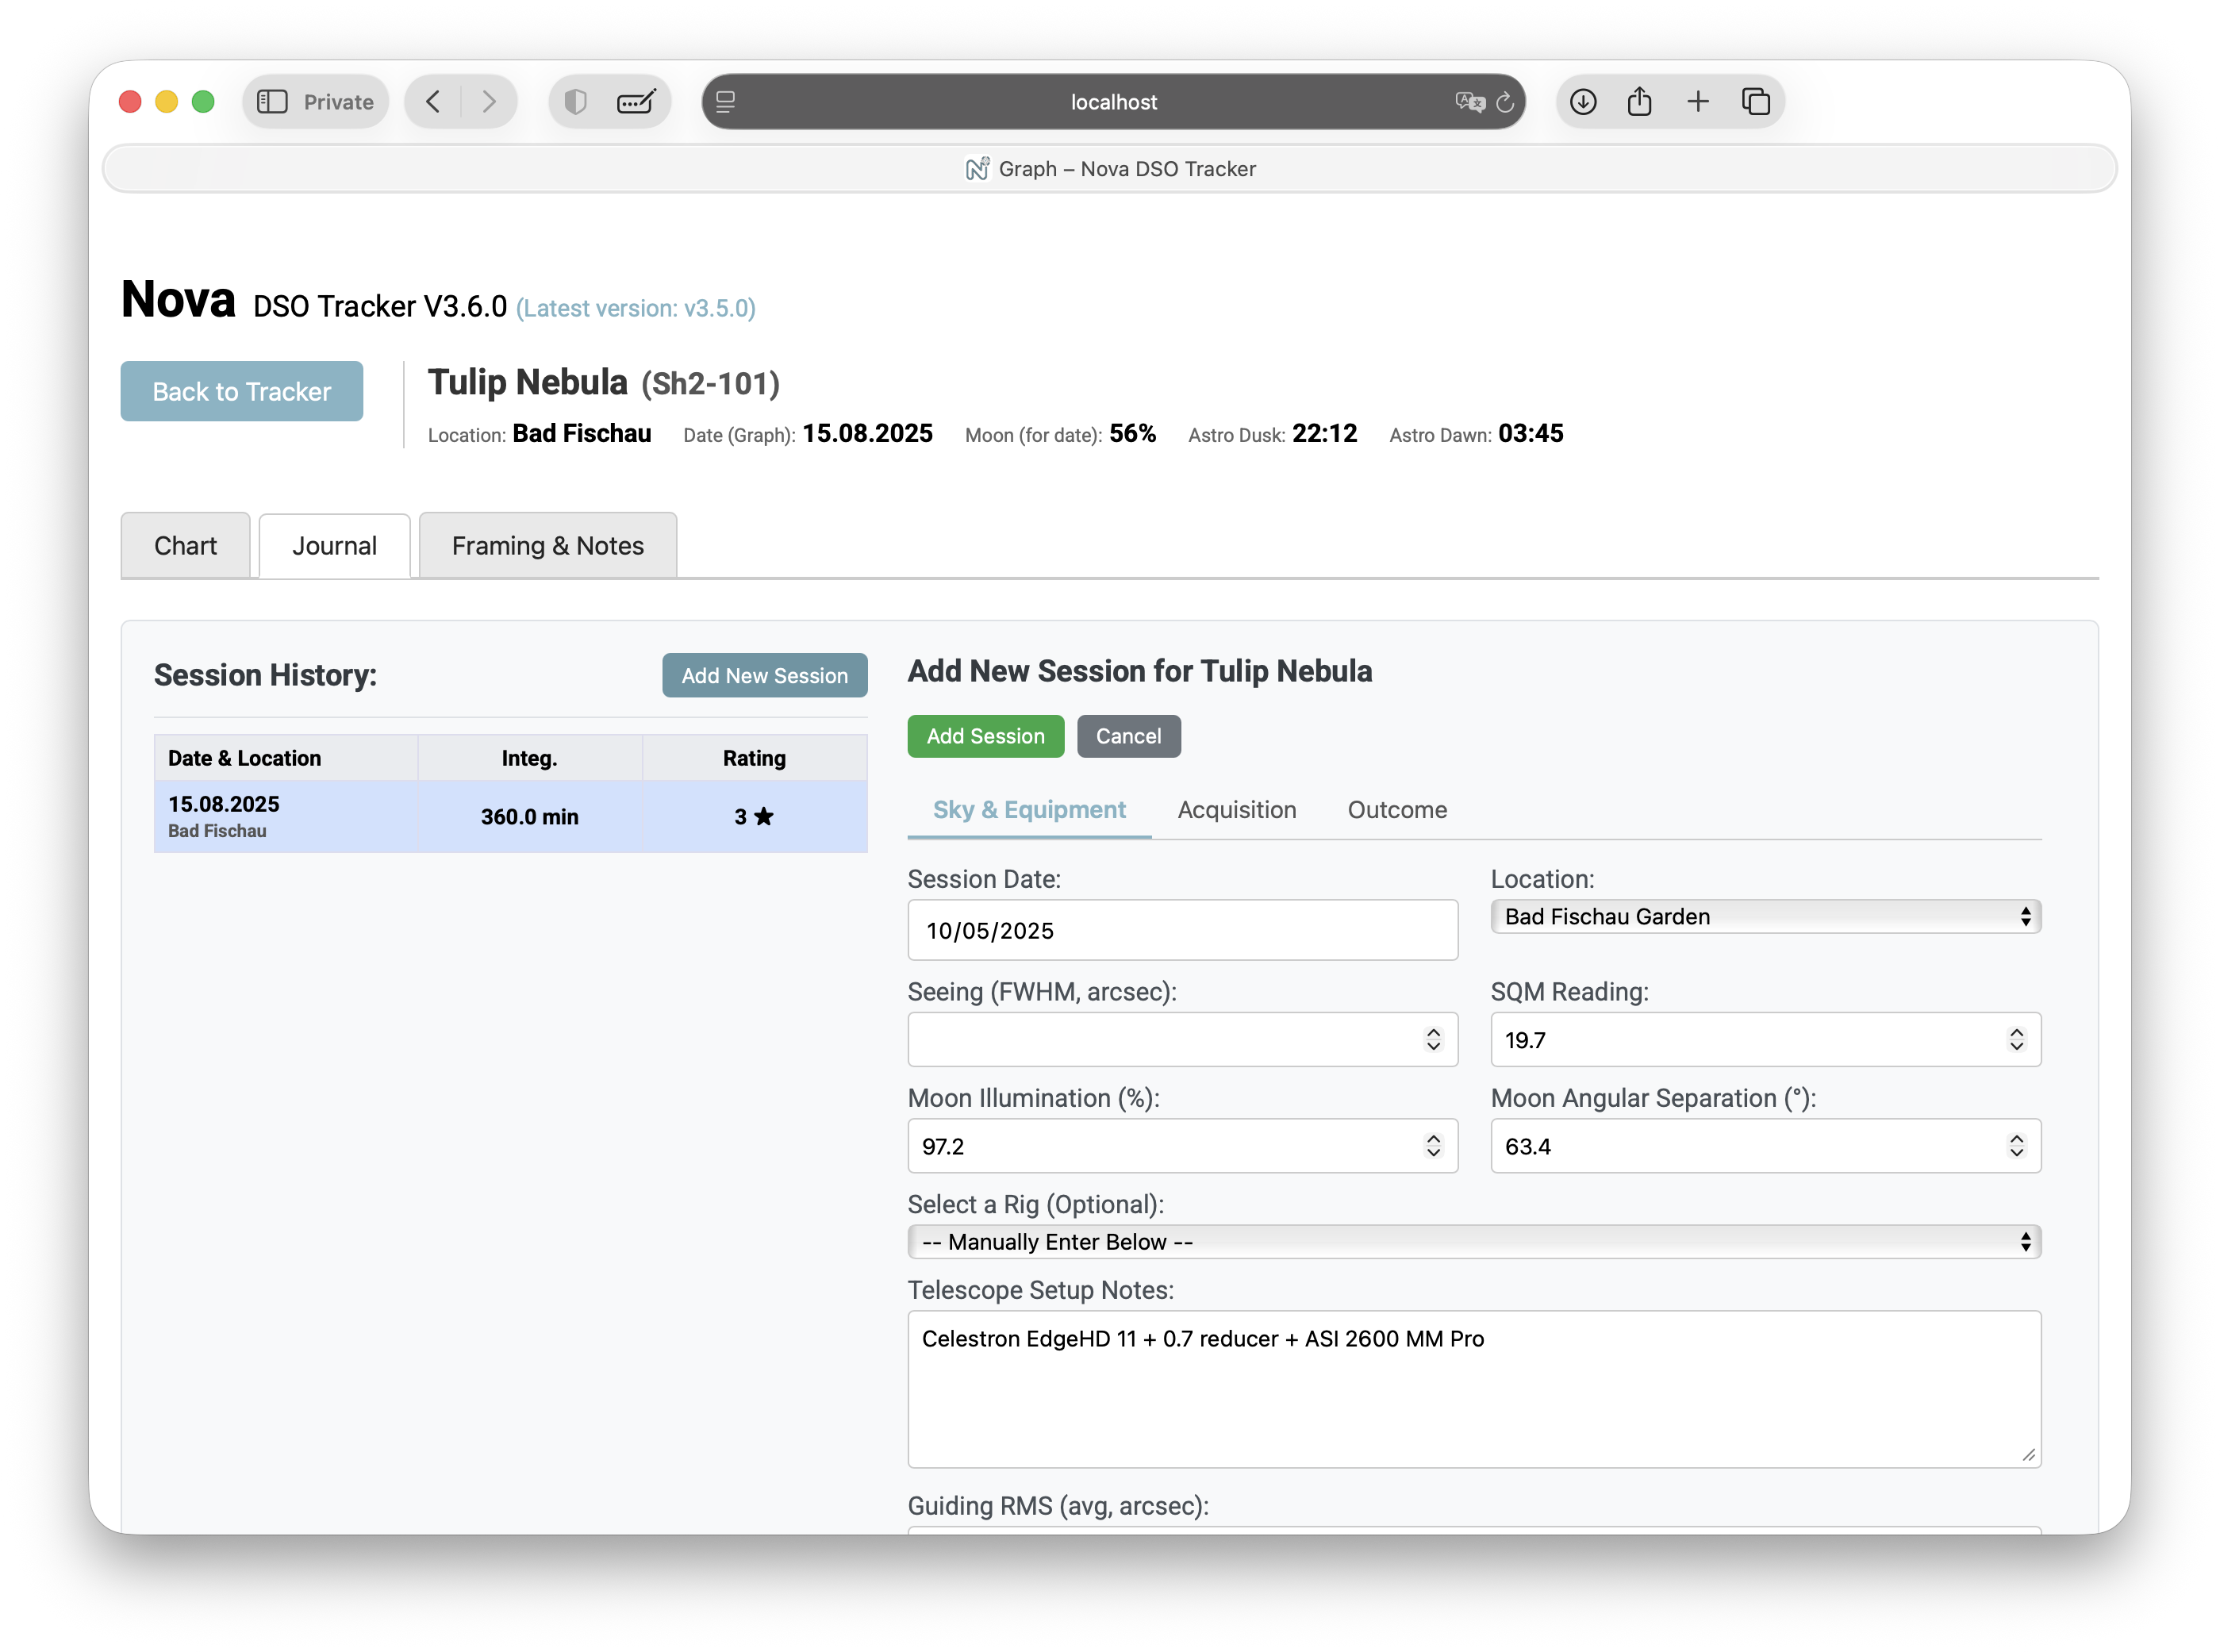 Private
localhost
Graph – Nova DSO Tracker
Nova DSO Tracker V3.6.0 (Latest version: v3.5.0)
Back to Tracker
Tulip Nebula (Sh2-101)
Location: Bad Fischau Date (Graph): 15.08.2025 Moon (for date): 56% Astro Dusk: 22:12 Astro Dawn: 03:45
Chart Journal Framing & Notes
Session History:
Add New Session
Date & Location Integ. Rating
15.08.2025
Bad Fischau
360.0 min 3 ★
Add New Session for Tulip Nebula
Add Session Cancel
Sky & Equipment Acquisition Outcome
Session Date: Location:
10/05/2025 Bad Fischau Garden
Seeing (FWHM, arcsec): SQM Reading:
19.7
Moon Illumination (%): Moon Angular Separation (°):
97.2 63.4
Select a Rig (Optional):
-- Manually Enter Below --
Telescope Setup Notes:
Celestron EdgeHD 11 + 0.7 reducer + ASI 2600 MM Pro
Guiding RMS (avg, arcsec):